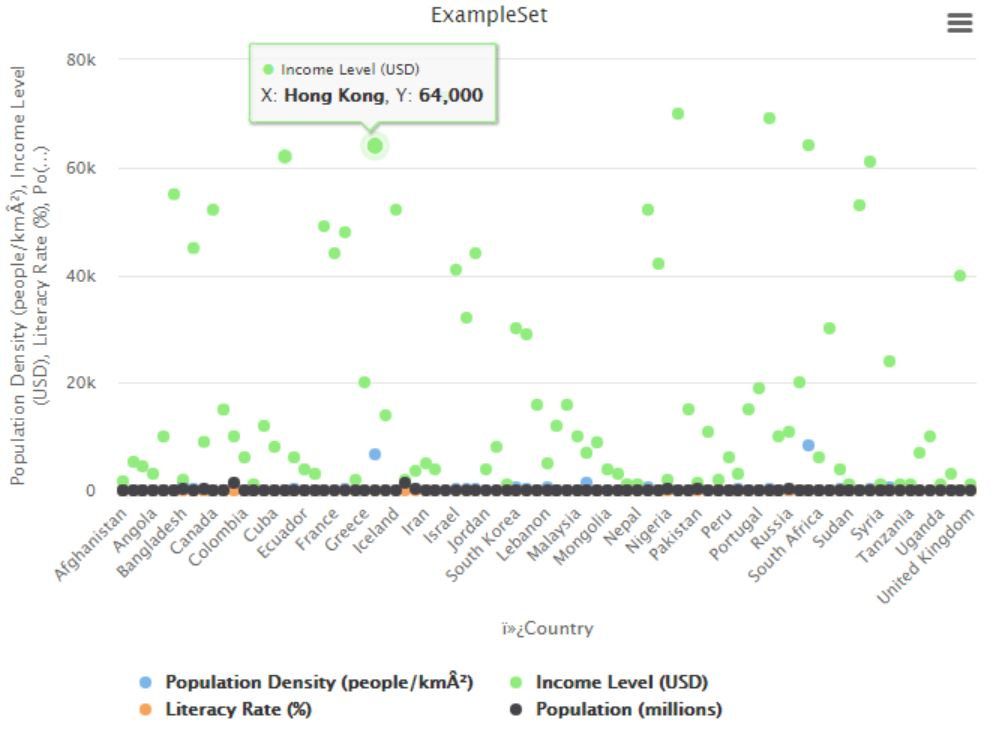 ExampleSet
Population Density (people/kmÂ²), Income Level
(USD), Literacy Rate (%), Po(...)
80k
60k
40k
20k
0
Income Level (USD)
X: Hong Kong, Y: 64,000
Afghanistan
Angola
Bangladesh
Canada
Colombia
Cuba
Ecuador
France
Greece
Iceland
Iran
Israel
Jordan
South Korea
Lebanon
Malaysia
Mongolia
Nepal
Nigeria
Pakistan
Peru
Portugal
Russia
South Africa
Sudan
Syria
Tanzania
Uganda
United Kingdom
ï»¿Country
Population Density (people/kmÂ²)
Income Level (USD)
Literacy Rate (%)
Population (millions)